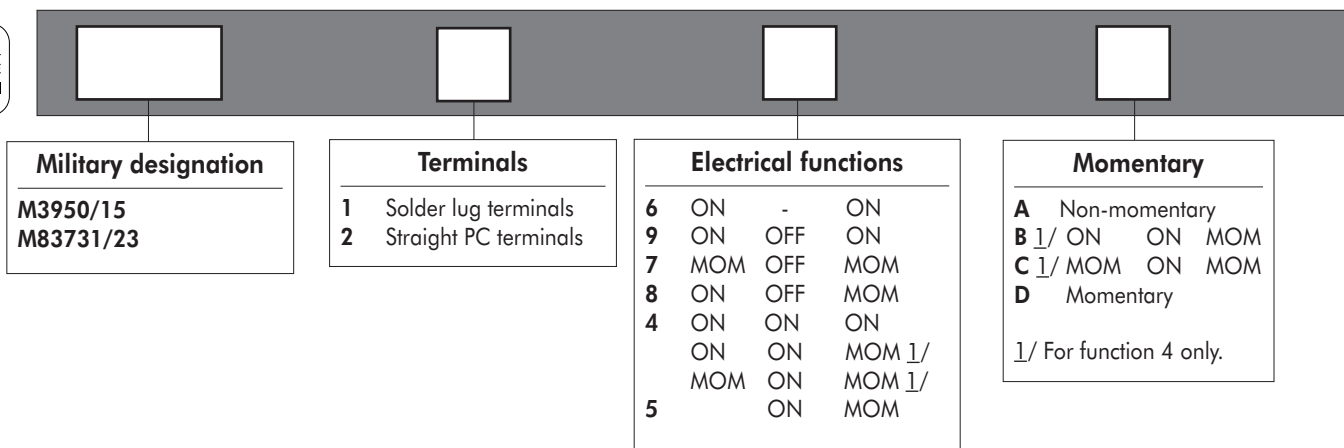 Military designation
M3950/15
M83731/23
Terminals
1 Solder lug terminals
2 Straight PC terminals
Electrical functions
6 ON - ON
9 ON OFF ON
7 MOM OFF MOM
8 ON OFF MOM
4 ON ON ON
ON ON MOM 1/
MOM ON MOM 1/
5 ON MOM
Momentary
A Non-momentary
B 1/ ON ON MOM
C 1/ MOM ON MOM
D Momentary
1/ For function 4 only.